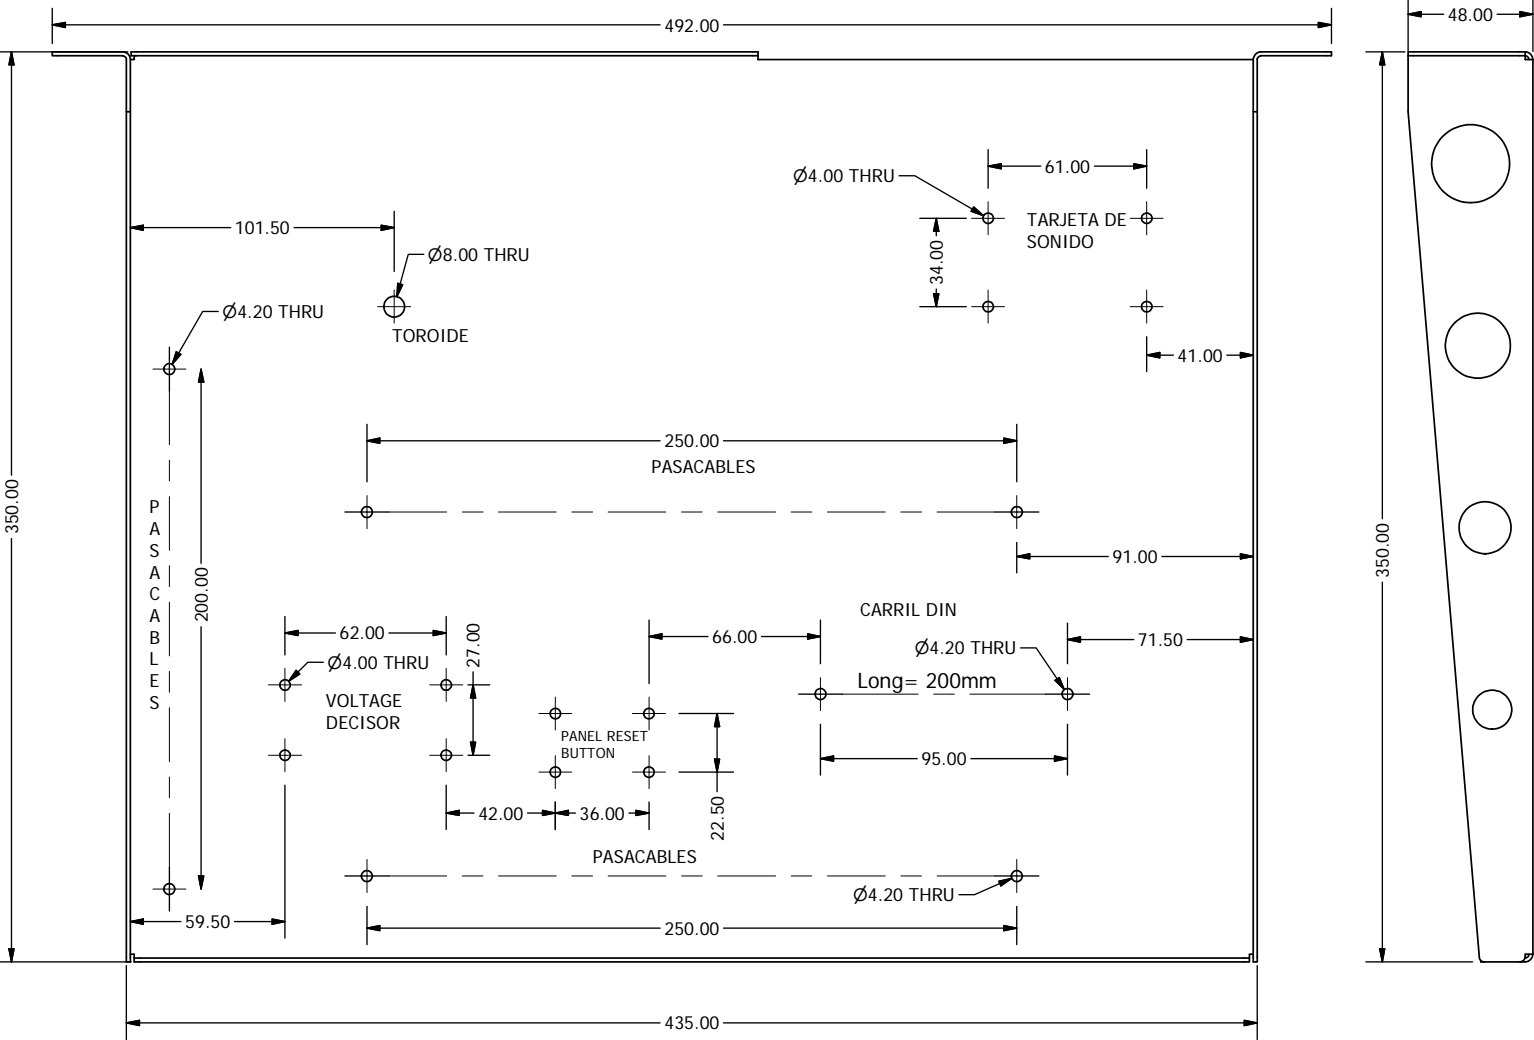 492.00
48.00
61.00
Ø4.00 THRU
101.50
TARJETA DE
SONIDO
34.00
Ø8.00 THRU
Ø4.20 THRU
TOROIDE
41.00
250.00
PASACABLES
350.00
350.00
P
A
S
A
C
A
B
L
E
S
200.00
91.00
CARRIL DIN
62.00
27.00
66.00
71.50
Ø4.20 THRU
Ø4.00 THRU
Long= 200mm
VOLTAGE
DECISOR
PANEL RESET
BUTTON
95.00
42.00
36.00
22.50
PASACABLES
Ø4.20 THRU
59.50
250.00
435.00